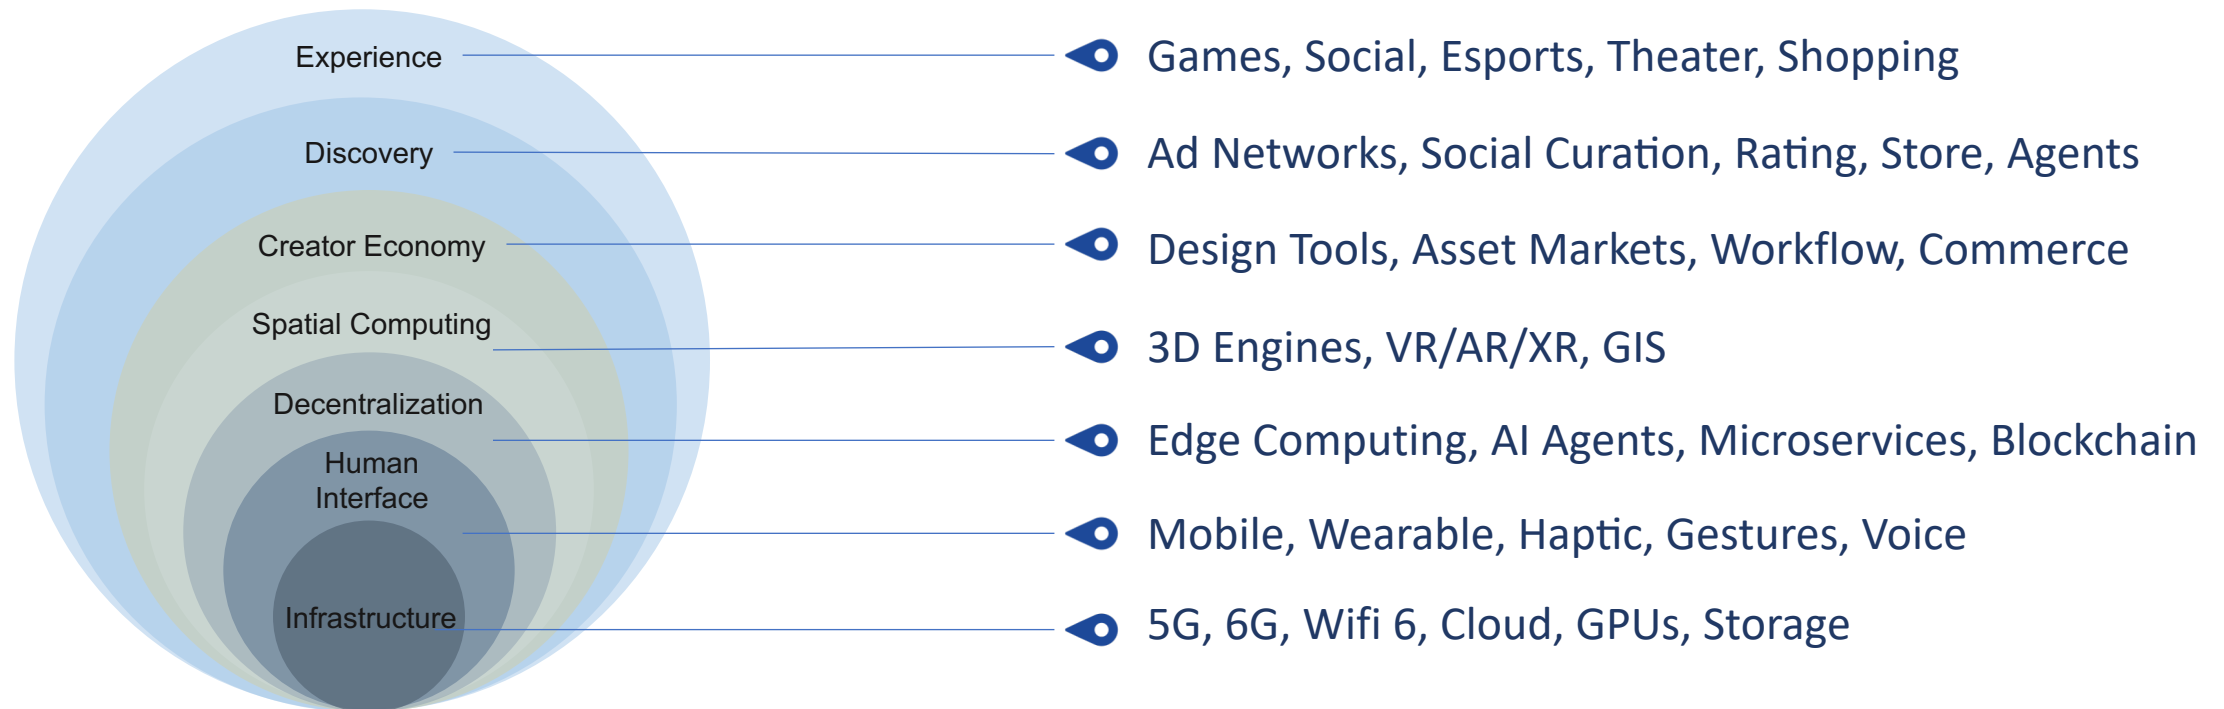 Experience
Games, Social, Esports, Theater, Shopping
Discovery
Ad Networks, Social Curation, Rating, Store, Agents
Creator Economy
Design Tools, Asset Markets, Workflow, Commerce
Spatial Computing
3D Engines, VR/AR/XR, GIS
Decentralization
Edge Computing, AI Agents, Microservices, Blockchain
Human
Interface
Mobile, Wearable, Haptic, Gestures, Voice
Infrastructure
5G, 6G, Wifi 6, Cloud, GPUs, Storage